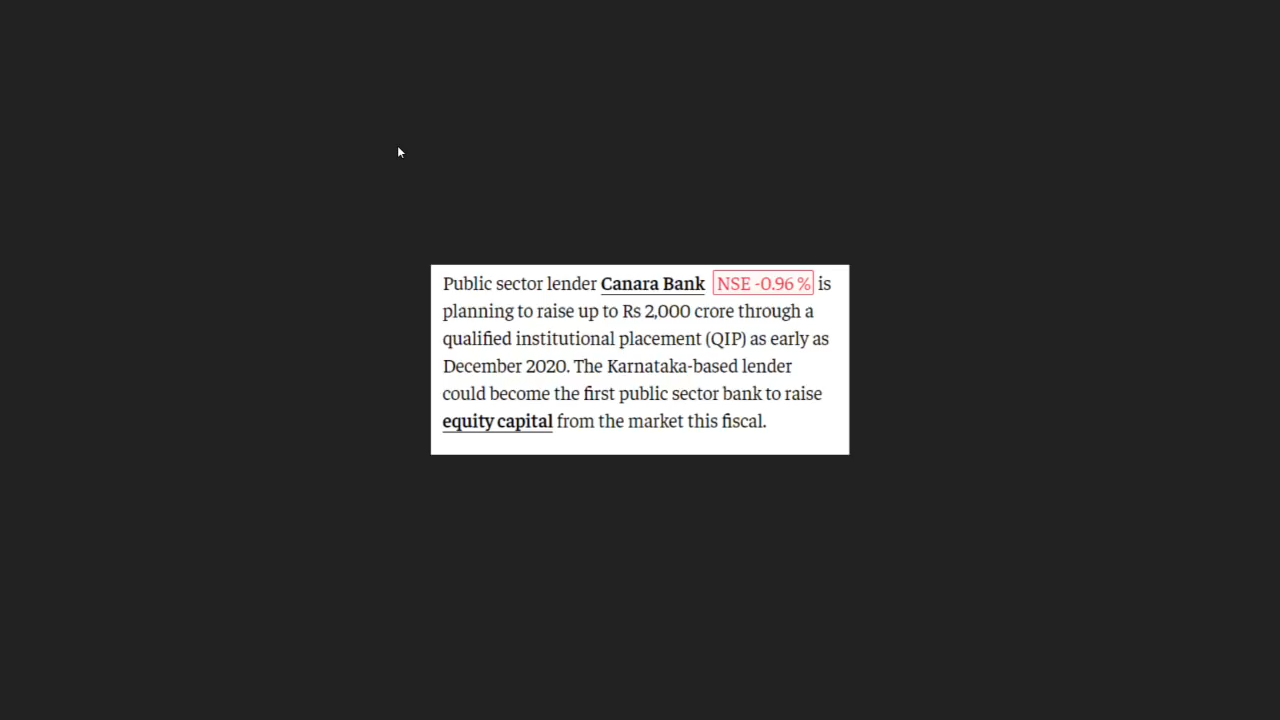 Public sector lender Canara Bank NSE -0.96 % is
planning to raise up to Rs 2,000 crore through a
qualified institutional placement (QIP) as early as
December 2020. The Karnataka-based lender
could become the first public sector bank to raise
equity capital from the market this fiscal.